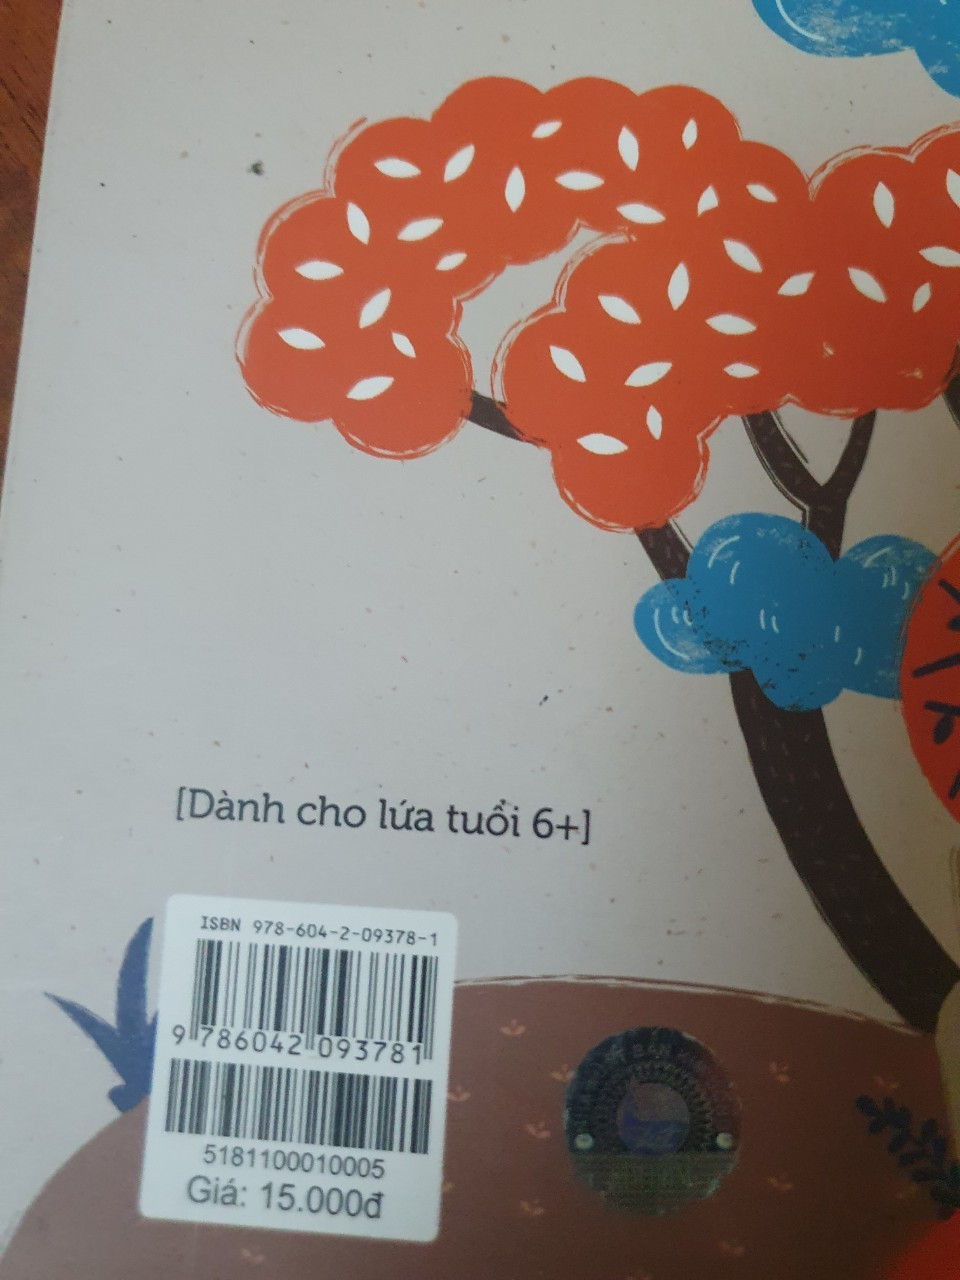 [Dành cho lứa tuổi 6+]
ISBN 978-604-2-09378-1
9 786042 093781
5181100010005
Giá: 15.000đ